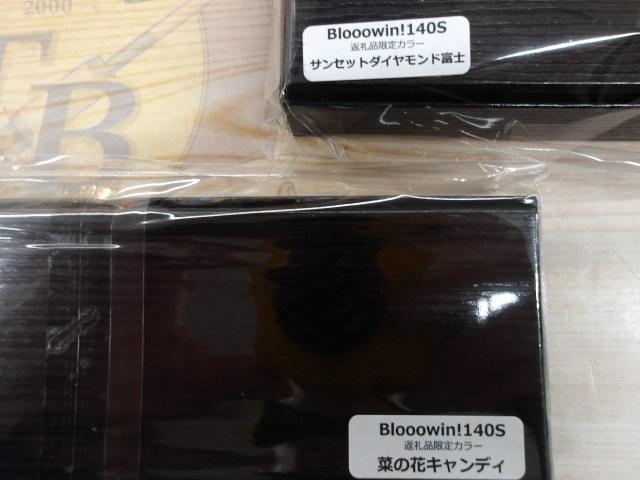 2000
TB
Blooowin!140S
返礼品限定カラー
サンセットダイヤモンド富士
Blooowin!140S
返礼品限定カラー
菜の花キャンディ